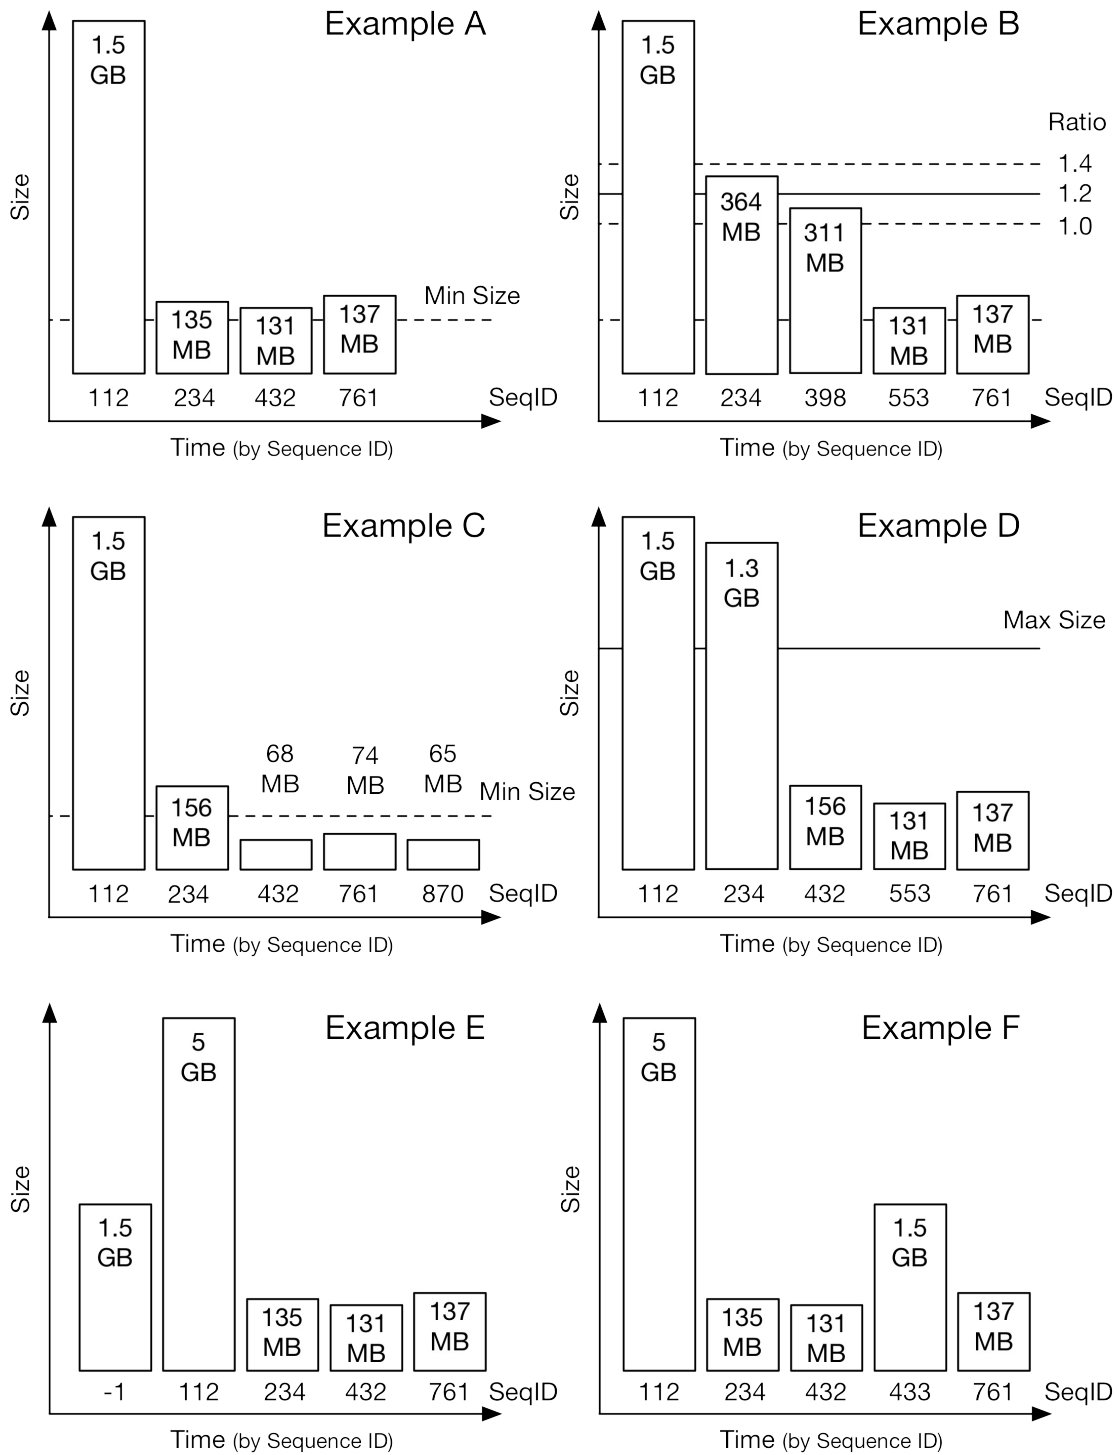 Example A
1.5
GB
135
MB
131
MB
137
MB
Min Size
Size
112 234 432 761 SeqID
Time (by Sequence ID)
Example B
1.5
GB
Ratio
1.4
1.2
1.0
364
MB
311
MB
131
MB
137
MB
Size
112 234 398 553 761 SeqID
Time (by Sequence ID)
Example C
1.5
GB
156
MB
68
MB
74
MB
65
MB
Min Size
Size
112 234 432 761 870 SeqID
Time (by Sequence ID)
Example D
1.5
GB
1.3
GB
Max Size
156
MB
131
MB
137
MB
Size
112 234 432 553 761 SeqID
Time (by Sequence ID)
Example E
1.5
GB
5
GB
135
MB
131
MB
137
MB
Size
-1 112 234 432 761 SeqID
Time (by Sequence ID)
Example F
5
GB
135
MB
131
MB
1.5
GB
137
MB
Size
112 234 432 433 761 SeqID
Time (by Sequence ID)